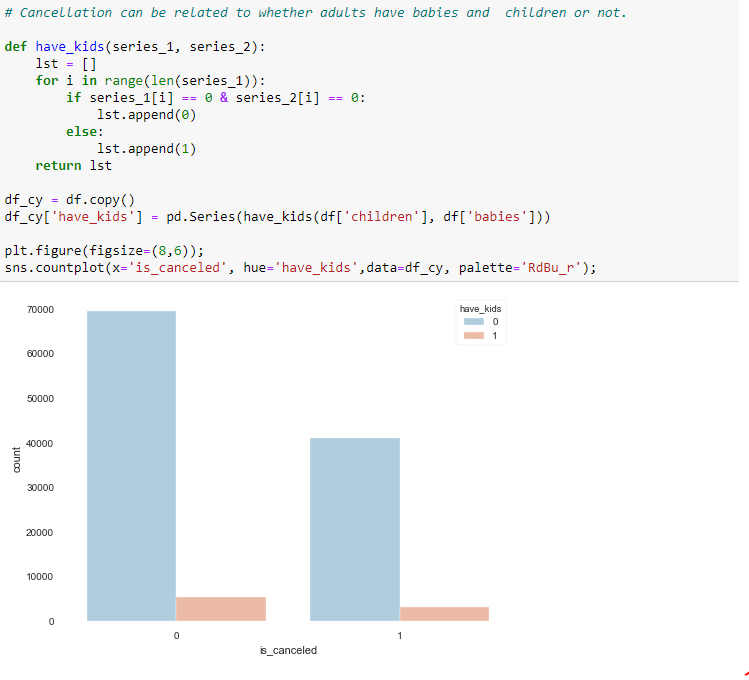 # Cancellation can be related to whether adults have babies and  children or not.
def have_kids(series_1, series_2):
    lst = []
    for i in range(len(series_1)):
        if series_1[i] == 0 & series_2[i] == 0:
            lst.append(0)
        else:
            lst.append(1)
    return lst
df_cy = df.copy()
df_cy['have_kids'] = pd.Series(have_kids(df['children'], df['babies']))
plt.figure(figsize=(8,6));
sns.countplot(x='is_canceled', hue='have_kids',data=df_cy, palette='RdBu_r');
have_kids
0
1
70000
60000
50000
40000
30000
20000
10000
0
count
0
1
is_canceled